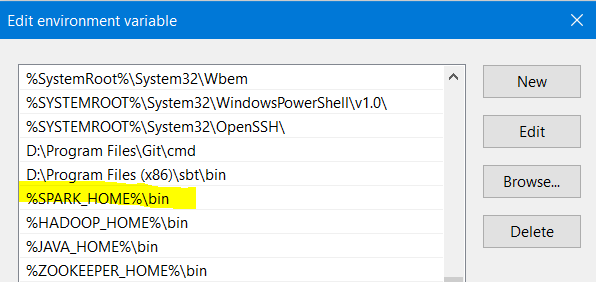 Edit environment variable
%SystemRoot%\System32\Wbem
%SYSTEMROOT%\System32\WindowsPowerShell\v1.0\
%SYSTEMROOT%\System32\OpenSSH\
D:\Program Files\Git\cmd
D:\Program Files (x86)\sbt\bin
%SPARK_HOME%\bin
%HADOOP_HOME%\bin
%JAVA_HOME%\bin
%ZOOKEEPER_HOME%\bin
New
Edit
Browse...
Delete